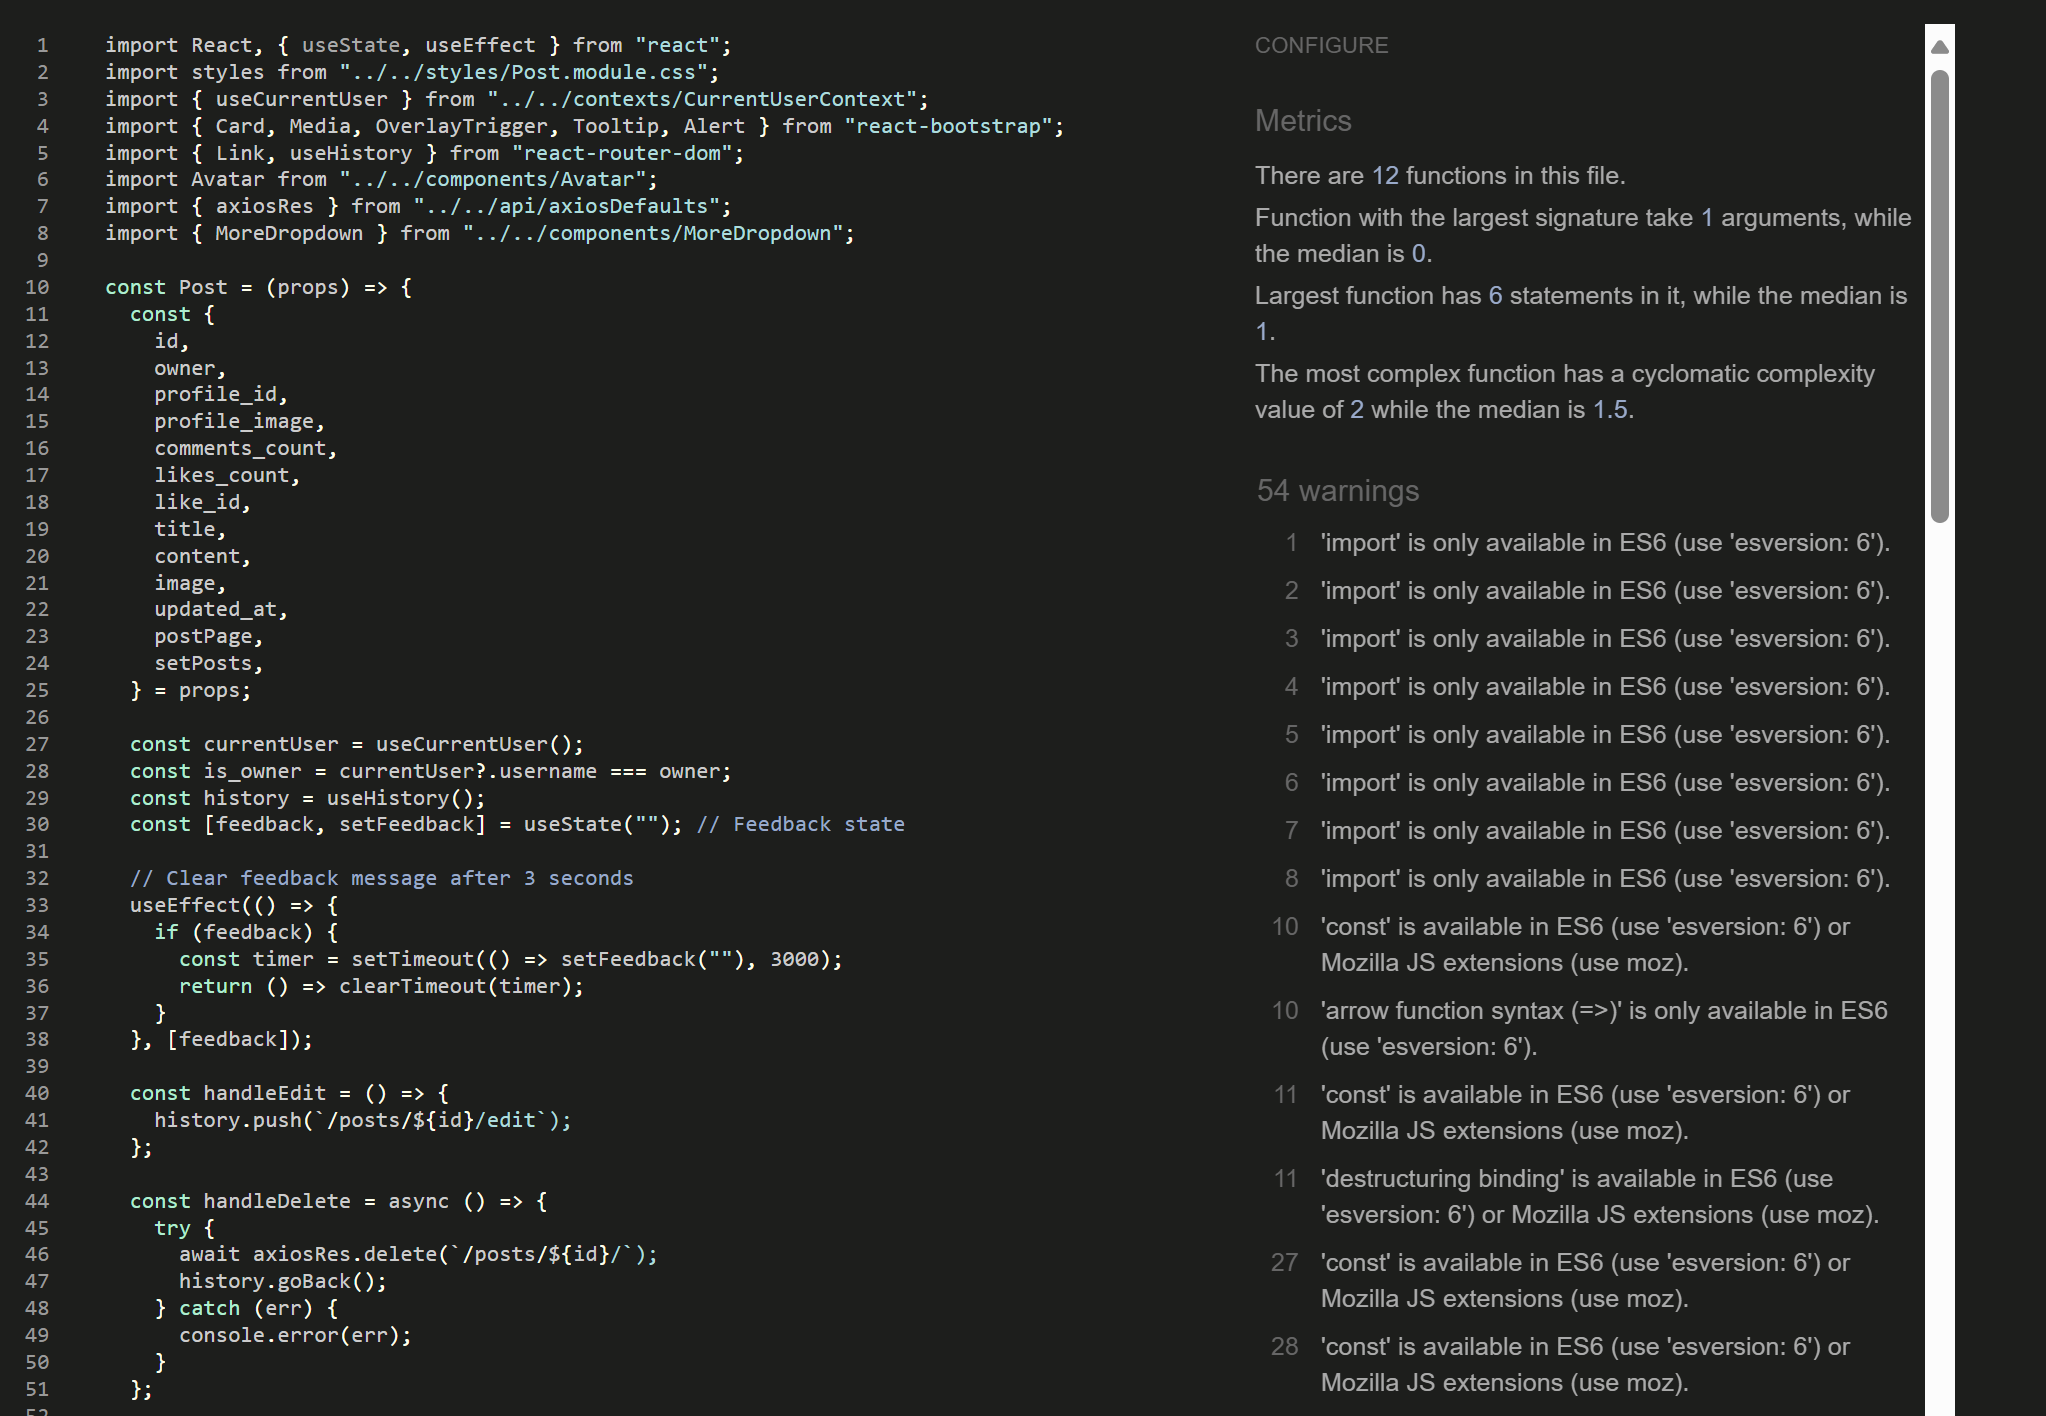 1 import React, { useState, useEffect } from "react";
2 import styles from "../../styles/Post.module.css";
3 import { useCurrentUser } from "../../contexts/CurrentUserContext";
4 import { Card, Media, OverlayTrigger, Tooltip, Alert } from "react-bootstrap";
5 import { Link, useHistory } from "react-router-dom";
6 import Avatar from "../../components/Avatar";
7 import { axiosRes } from "../../api/axiosDefaults";
8 import { MoreDropdown } from "../../components/MoreDropdown";
9
10 const Post = (props) => {
11   const {
12     id,
13     owner,
14     profile_id,
15     profile_image,
16     comments_count,
17     likes_count,
18     like_id,
19     title,
20     content,
21     image,
22     updated_at,
23     postPage,
24     setPosts,
25   } = props;
26
27   const currentUser = useCurrentUser();
28   const is_owner = currentUser?.username === owner;
29   const history = useHistory();
30   const [feedback, setFeedback] = useState(""); // Feedback state
31
32   // Clear feedback message after 3 seconds
33   useEffect(() => {
34     if (feedback) {
35       const timer = setTimeout(() => setFeedback(""), 3000);
36       return () => clearTimeout(timer);
37     }
38   }, [feedback]);
39
40   const handleEdit = () => {
41     history.push(`/posts/${id}/edit`);
42   };
43
44   const handleDelete = async () => {
45     try {
46       await axiosRes.delete(`/posts/${id}/`);
47       history.goBack();
48     } catch (err) {
49       console.error(err);
50     }
51   };
52
CONFIGURE
Metrics
There are 12 functions in this file.
Function with the largest signature take 1 arguments, while
the median is 0.
Largest function has 6 statements in it, while the median is
1.
The most complex function has a cyclomatic complexity
value of 2 while the median is 1.5.
54 warnings
1 'import' is only available in ES6 (use 'esversion: 6').
2 'import' is only available in ES6 (use 'esversion: 6').
3 'import' is only available in ES6 (use 'esversion: 6').
4 'import' is only available in ES6 (use 'esversion: 6').
5 'import' is only available in ES6 (use 'esversion: 6').
6 'import' is only available in ES6 (use 'esversion: 6').
7 'import' is only available in ES6 (use 'esversion: 6').
8 'import' is only available in ES6 (use 'esversion: 6').
10 'const' is available in ES6 (use 'esversion: 6') or
Mozilla JS extensions (use moz).
10 'arrow function syntax (=>)' is only available in ES6
(use 'esversion: 6').
11 'const' is available in ES6 (use 'esversion: 6') or
Mozilla JS extensions (use moz).
11 'destructuring binding' is available in ES6 (use
'esversion: 6') or Mozilla JS extensions (use moz).
27 'const' is available in ES6 (use 'esversion: 6') or
Mozilla JS extensions (use moz).
28 'const' is available in ES6 (use 'esversion: 6') or
Mozilla JS extensions (use moz).